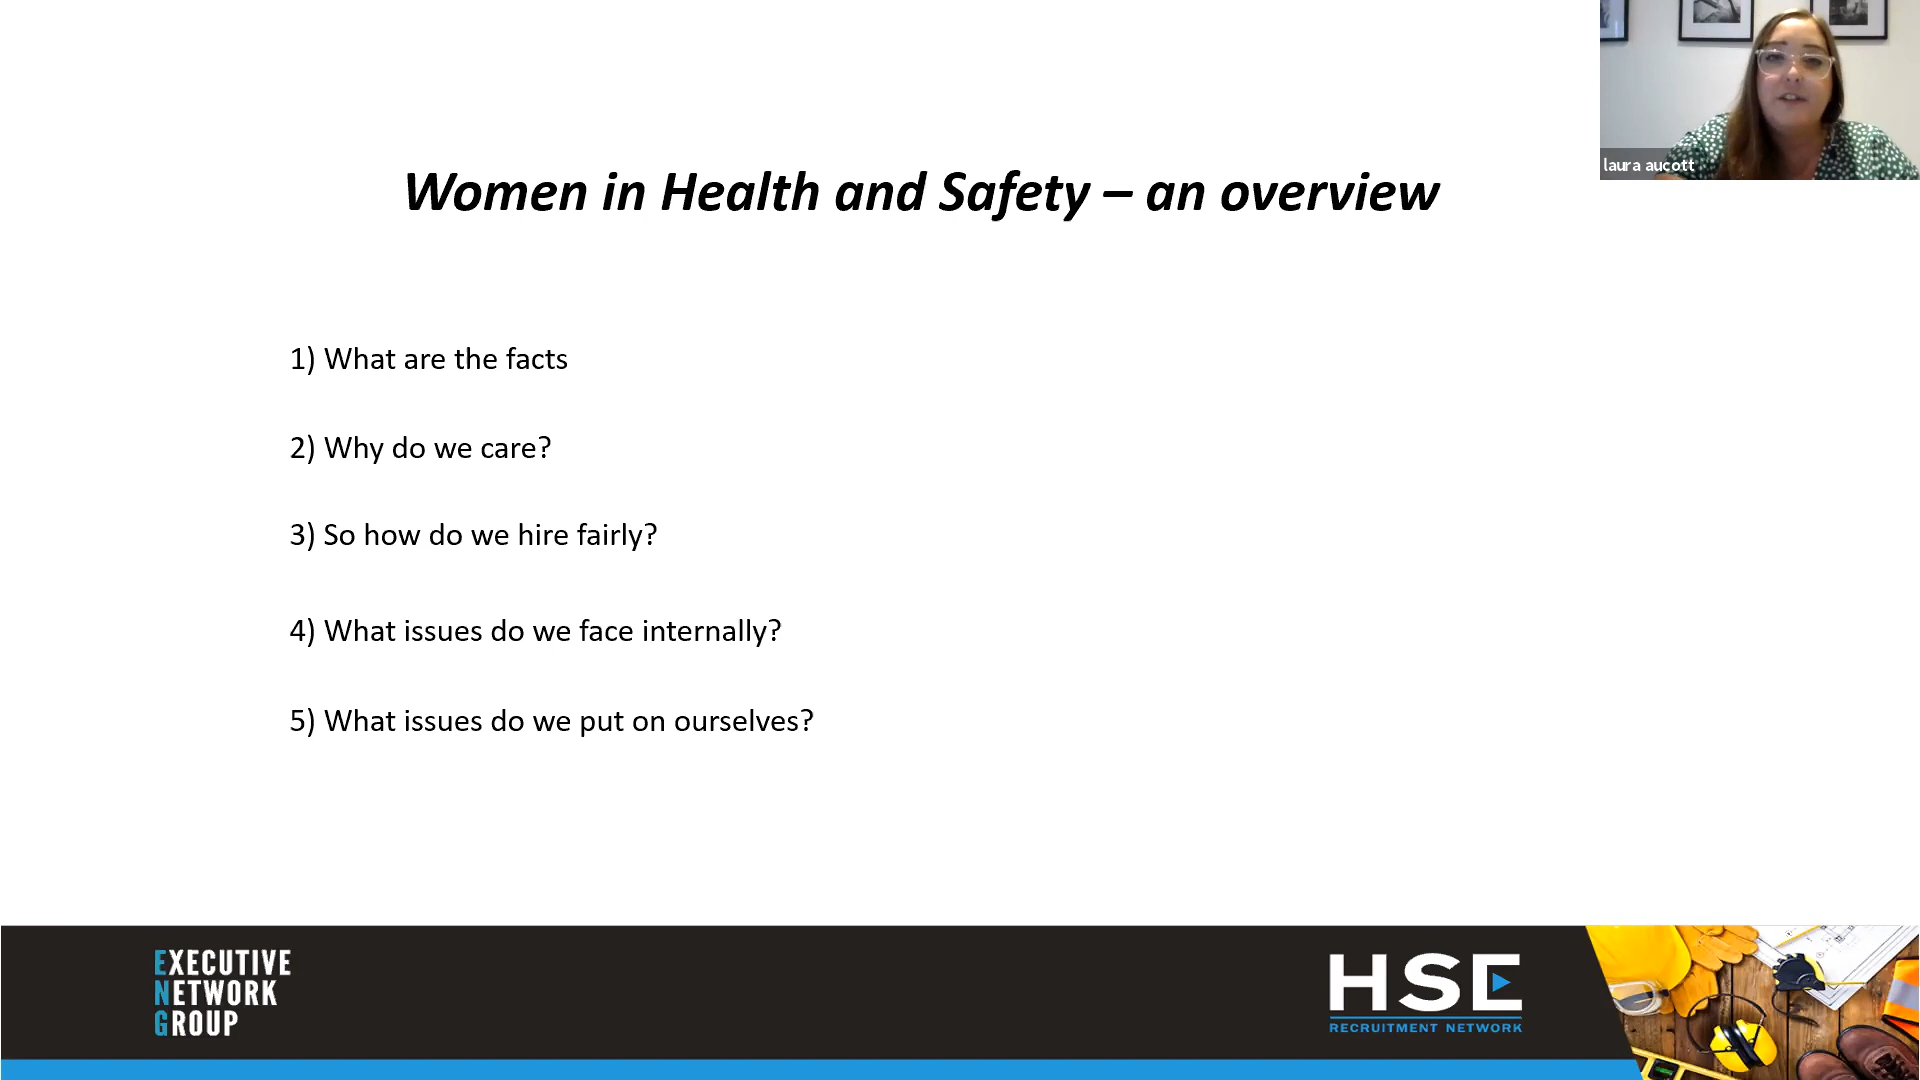 laura aucott
Women in Health and Safety – an overview
1) What are the facts
2) Why do we care?
3) So how do we hire fairly?
4) What issues do we face internally?
5) What issues do we put on ourselves?
EXECUTIVE
NETWORK
GROUP
HSE
RECRUITMENT NETWORK